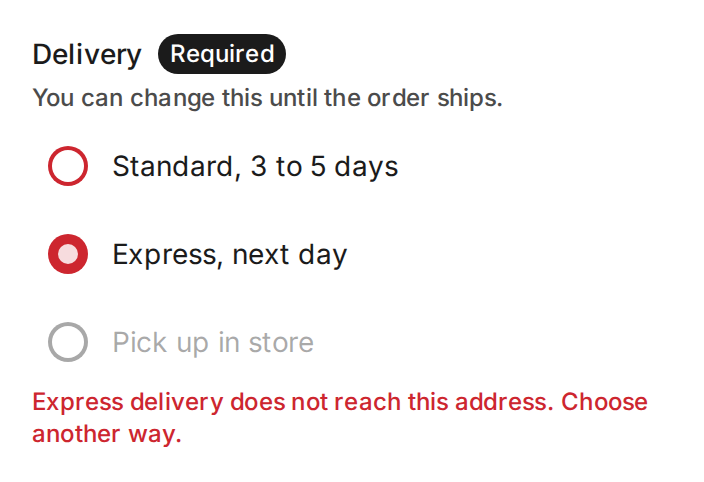 Delivery Required
You can change this until the order ships.
Standard, 3 to 5 days
Express, next day
Pick up in store
Express delivery does not reach this address. Choose
another way.